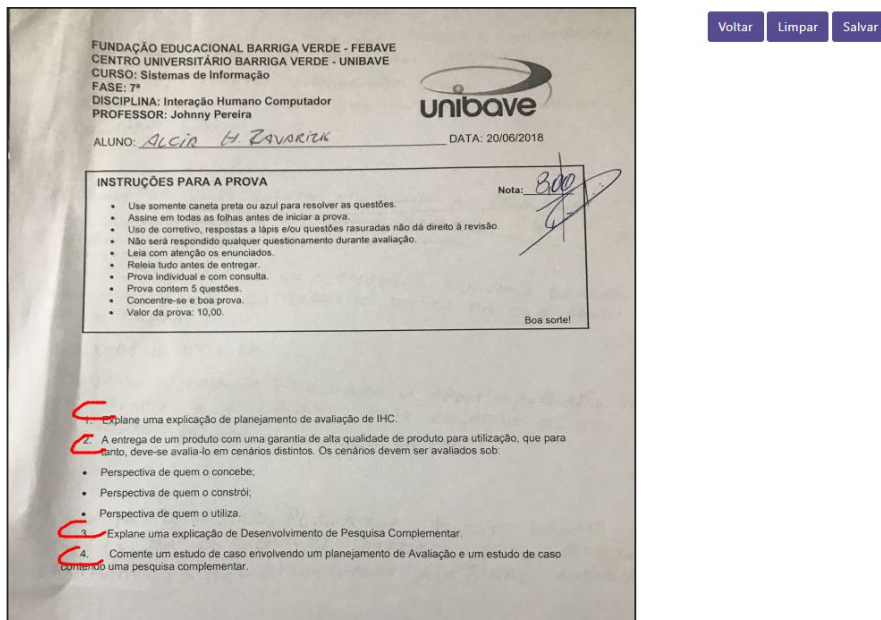 Voltar Limpar Salvar
FUNDAÇÃO EDUCACIONAL BARRIGA VERDE - FEBAVE
CENTRO UNIVERSITÁRIO BARRIGA VERDE - UNIBAVE
CURSO: Sistemas de Informação
FASE: 7ª
DISCIPLINA: Interação Humano Computador
PROFESSOR: Johnny Pereira
unibave
ALUNO: ALCIR H. ZAVARIZIK DATA: 20/06/2018
INSTRUÇÕES PARA A PROVA
Nota: 8,00
• Use somente caneta preta ou azul para resolver as questões.
• Assine em todas as folhas antes de iniciar a prova.
• Uso de corretivo, respostas a lápis e/ou questões rasuradas não dá direito à revisão.
• Não será respondido qualquer questionamento durante avaliação.
• Leia com atenção os enunciados.
• Releia tudo antes de entregar.
• Prova individual e com consulta.
• Prova contem 5 questões.
• Concentre-se e boa prova.
• Valor da prova: 10,00.
Boa sorte!
1. Explane uma explicação de planejamento de avaliação de IHC.
2. A entrega de um produto com uma garantia de alta qualidade de produto para utilização, que para
tanto, deve-se avalia-lo em cenários distintos. Os cenários devem ser avaliados sob:
• Perspectiva de quem o concebe;
• Perspectiva de quem o constrói;
• Perspectiva de quem o utiliza.
3. Explane uma explicação de Desenvolvimento de Pesquisa Complementar.
4. Comente um estudo de caso envolvendo um planejamento de Avaliação e um estudo de caso
contendo uma pesquisa complementar.